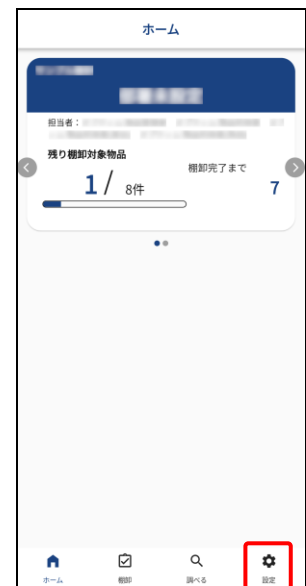 ホーム
担当者：
残り棚卸対象物品
棚卸完了まで
1 / 8件
7
ホーム
棚卸
調べる
設定